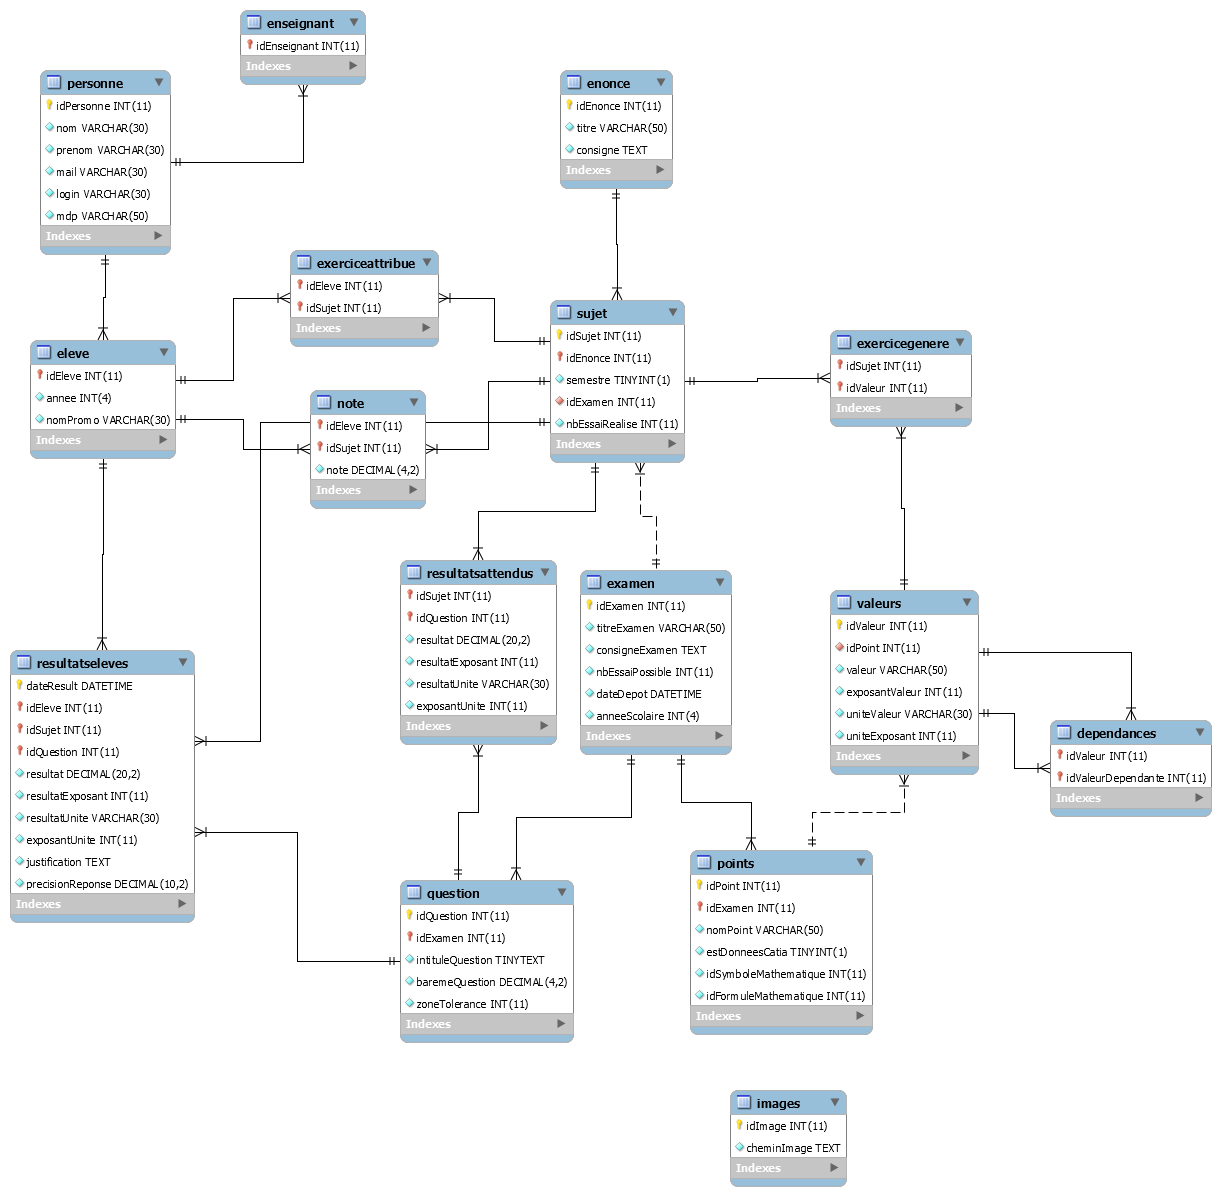 enseignant
idEnseignant INT(11)
Indexes
personne
idPersonne INT(11)
nom VARCHAR(30)
prenom VARCHAR(30)
mail VARCHAR(30)
login VARCHAR(30)
mdp VARCHAR(50)
Indexes
enonce
idEnonce INT(11)
titre VARCHAR(50)
consigne TEXT
Indexes
exerciceattribue
idEleve INT(11)
idSujet INT(11)
Indexes
sujet
idSujet INT(11)
idEnonce INT(11)
semestre TINYINT(1)
idExamen INT(11)
nbEssaiRealise INT(11)
Indexes
exercicegenere
idSujet INT(11)
idValeur INT(11)
Indexes
eleve
idEleve INT(11)
annee INT(4)
nomPromo VARCHAR(30)
Indexes
note
idEleve INT(11)
idSujet INT(11)
note DECIMAL(4,2)
Indexes
resultatsattendus
idSujet INT(11)
idQuestion INT(11)
resultat DECIMAL(20,2)
resultatExposant INT(11)
resultatUnite VARCHAR(30)
exposantUnite INT(11)
Indexes
examen
idExamen INT(11)
titreExamen VARCHAR(50)
consigneExamen TEXT
nbEssaiPossible INT(11)
dateDepot DATETIME
anneeScolaire INT(4)
Indexes
valeurs
idValeur INT(11)
idPoint INT(11)
valeur VARCHAR(50)
exposantValeur INT(11)
uniteValeur VARCHAR(30)
uniteExposant INT(11)
Indexes
resultatseleves
dateResult DATETIME
idEleve INT(11)
idSujet INT(11)
idQuestion INT(11)
resultat DECIMAL(20,2)
resultatExposant INT(11)
resultatUnite VARCHAR(30)
exposantUnite INT(11)
justification TEXT
precisionReponse DECIMAL(10,2)
Indexes
dependances
idValeur INT(11)
idValeurDependante INT(11)
Indexes
question
idQuestion INT(11)
idExamen INT(11)
intituleQuestion TINYTEXT
baremeQuestion DECIMAL(4,2)
zoneTolerance INT(11)
Indexes
points
idPoint INT(11)
idExamen INT(11)
nomPoint VARCHAR(50)
estDonneesCatia TINYINT(1)
idSymboleMathematique INT(11)
idFormuleMathematique INT(11)
Indexes
images
idImage INT(11)
cheminImage TEXT
Indexes